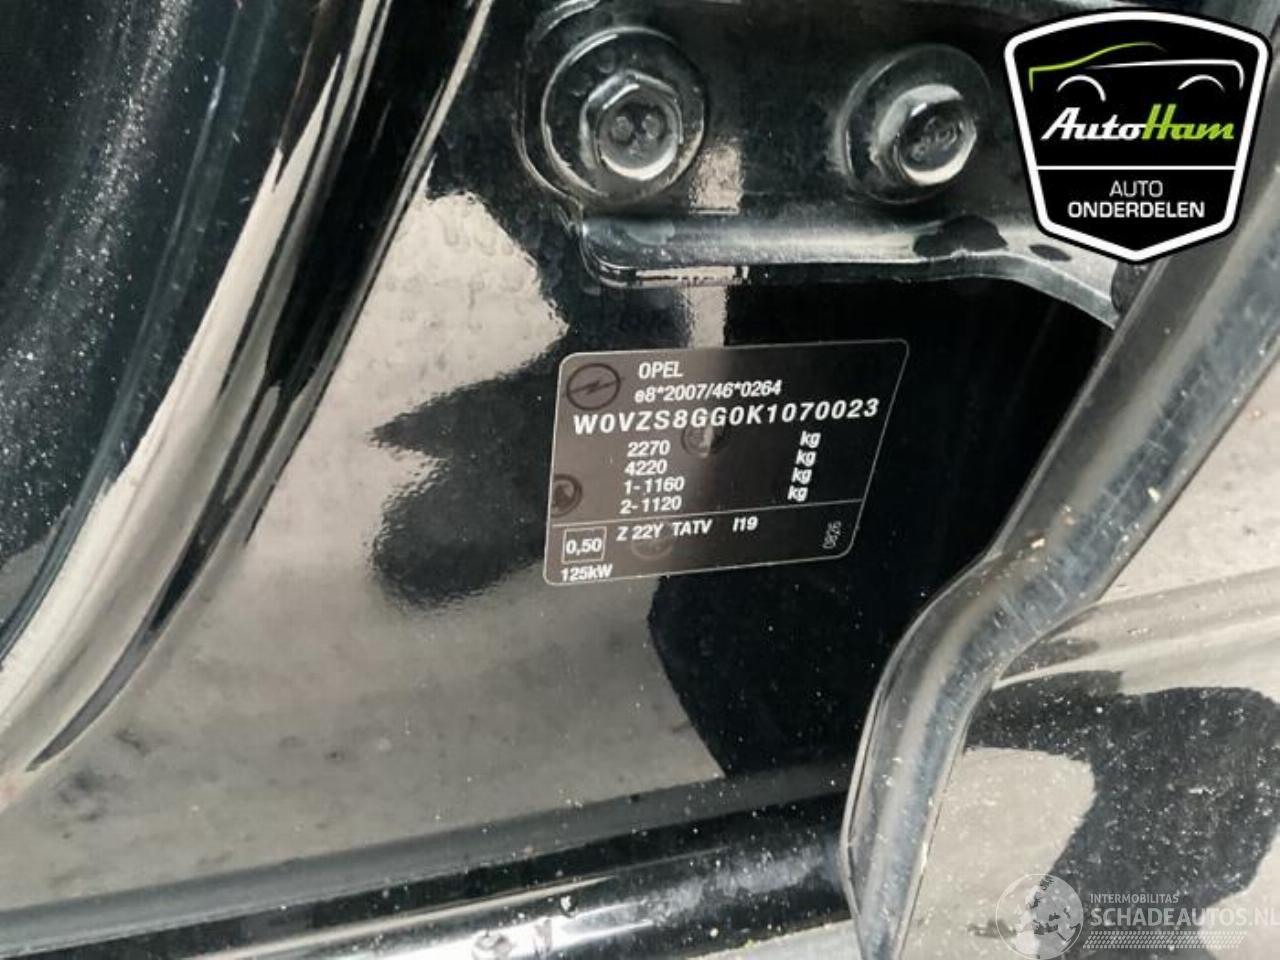 AutoHam
AUTO
ONDERDELEN
OPEL
e8*2007/46*0264
W0VZS8GG0K1070023
2270 kg
4220 kg
1-1160 kg
2-1120 kg
0,50 Z 22Y TATV I19
0826
125kW
INTERMOBILITAS
SCHADEAUTOS.NL